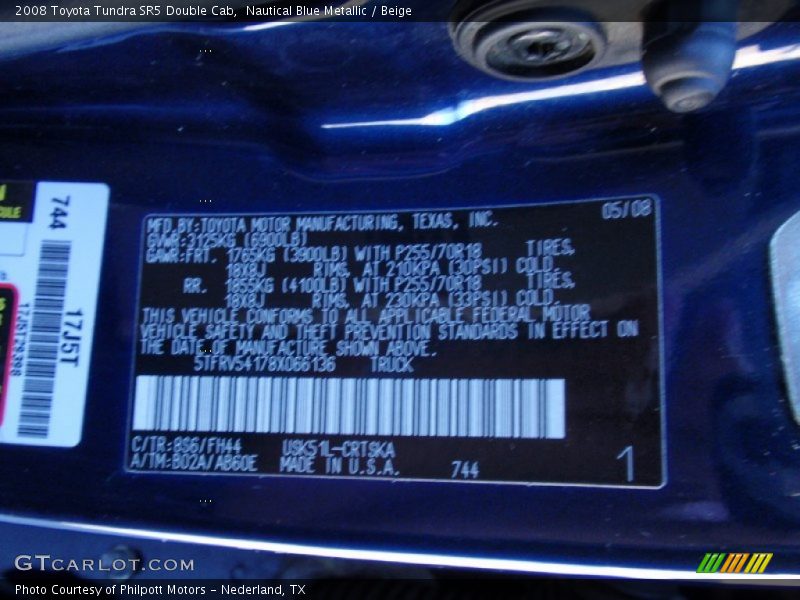 2008 Toyota Tundra SR5 Double Cab, Nautical Blue Metallic / Beige
744
17J5T
MFD.BY:TOYOTA MOTOR MANUFACTURING, TEXAS, INC. 05/08
GVWR:3125KG (6900LB)
GAWR:FRT. 1765KG (3900LB) WITH P255/70R18 TIRES,
18X8J RIMS, AT 210KPA (30PSI) COLD.
RR. 1855KG (4100LB) WITH P255/70R18 TIRES,
18X8J RIMS, AT 230KPA (33PSI) COLD.
THIS VEHICLE CONFORMS TO ALL APPLICABLE FEDERAL MOTOR
VEHICLE SAFETY AND THEFT PREVENTION STANDARDS IN EFFECT ON
THE DATE OF MANUFACTURE SHOWN ABOVE.
5TFRV54178X066136 TRUCK
C/TR:8S6/FH44 USK51L-CRTSKA
A/TM:B02A/AB60E MADE IN U.S.A. 744 1
GTCARLOT.COM
Photo Courtesy of Philpott Motors - Nederland, TX